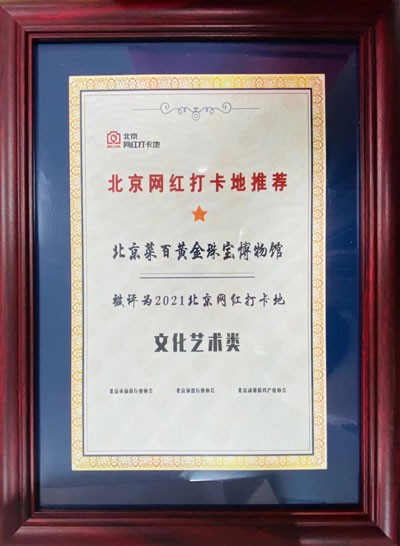 北京
网红打卡地
北京网红打卡地推荐
北京菜百黄金珠宝博物馆
被评为2021北京网红打卡地
文化艺术类